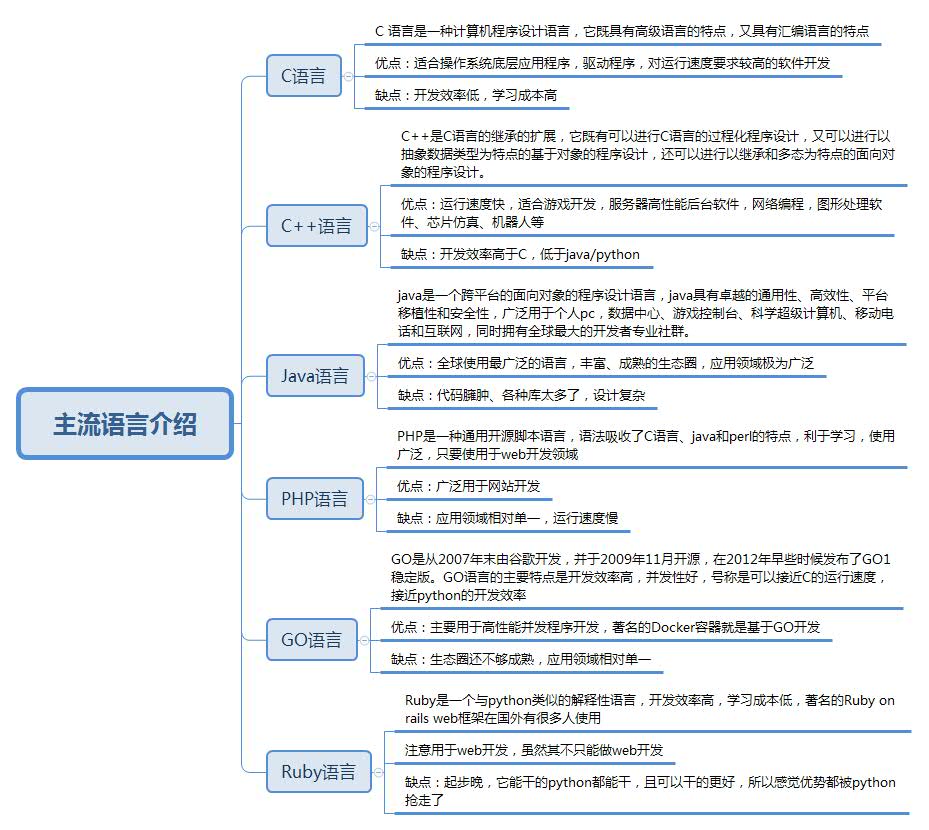 主流语言介绍
C语言
C 语言是一种计算机程序设计语言，它既具有高级语言的特点，又具有汇编语言的特点
优点：适合操作系统底层应用程序，驱动程序，对运行速度要求较高的软件开发
缺点：开发效率低，学习成本高
C++语言
C++是C语言的继承的扩展，它既有可以进行C语言的过程化程序设计，又可以进行以
抽象数据类型为特点的基于对象的程序设计，还可以进行以继承和多态为特点的面向对
象的程序设计。
优点：运行速度快，适合游戏开发，服务器高性能后台软件，网络编程，图形处理软
件、芯片仿真、机器人等
缺点：开发效率高于C，低于java/python
Java语言
java是一个跨平台的面向对象的程序设计语言，java具有卓越的通用性、高效性、平台
移植性和安全性，广泛用于个人pc，数据中心、游戏控制台、科学超级计算机、移动电
话和互联网，同时拥有全球最大的开发者专业社群。
优点：全球使用最广泛的语言，丰富、成熟的生态圈，应用领域极为广泛
缺点：代码臃肿、各种库太多了，设计复杂
PHP语言
PHP是一种通用开源脚本语言，语法吸收了C语言、java和perl的特点，利于学习，使用
广泛，只要使用于web开发领域
优点：广泛用于网站开发
缺点：应用领域相对单一，运行速度慢
GO语言
GO是从2007年末由谷歌开发，并于2009年11月开源，在2012年早些时候发布了GO1
稳定版。GO语言的主要特点是开发效率高，并发性好，号称是可以接近C的运行速度，
接近python的开发效率
优点：主要用于高性能并发程序开发，著名的Docker容器就是基于GO开发
缺点：生态圈还不够成熟，应用领域相对单一
Ruby语言
Ruby是一个与python类似的解释性语言，开发效率高，学习成本低，著名的Ruby on
rails web框架在国外有很多人使用
注意用于web开发，虽然其不只能做web开发
缺点：起步晚，它能干的python都能干，且可以干的更好，所以感觉优势都被python
抢走了